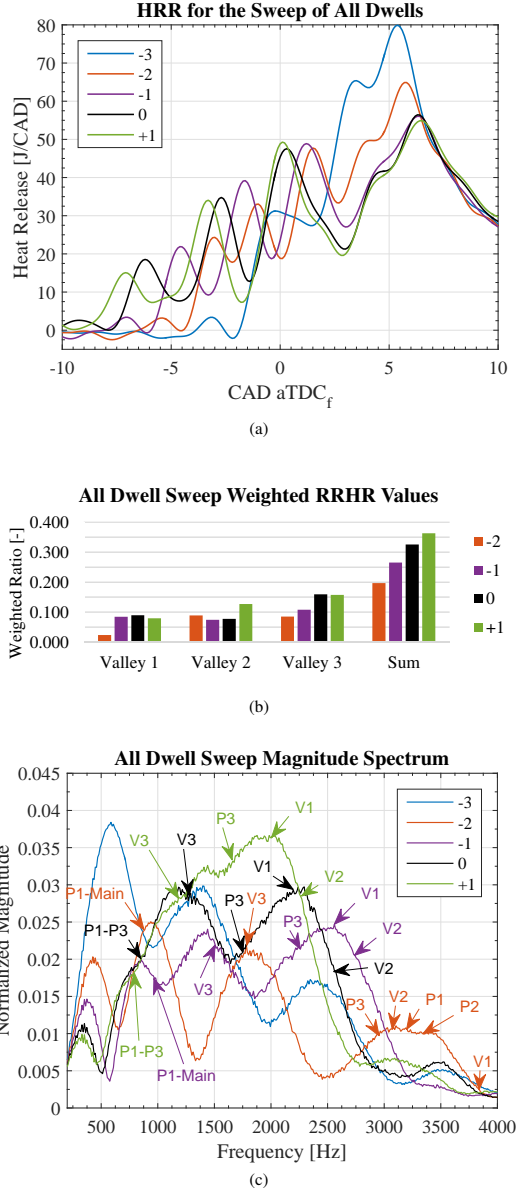 HRR for the Sweep of All Dwells
Heat Release [J/CAD]
80
70
60
50
40
30
20
10
0
-3
-2
-1
0
+1
-10
-5
0
5
10
CAD aTDCf
(a)
All Dwell Sweep Weighted RRHR Values
Weighted Ratio [-]
0.400
0.300
0.200
0.100
0.000
-2
-1
0
+1
Valley 1
Valley 2
Valley 3
Sum
(b)
All Dwell Sweep Magnitude Spectrum
Normalized Magnitude
0.045
0.04
0.035
0.03
0.025
0.02
0.015
0.01
0.005
0
-3
-2
-1
0
+1
V1
P3
V3
V3
V1
V2
P1-Main
P3
V3
V1
P1-P3
P3
V2
V3
V2
P1-P3
P1-Main
P3
V2
P1
P2
V1
500
1000
1500
2000
2500
3000
3500
4000
Frequency [Hz]
(c)